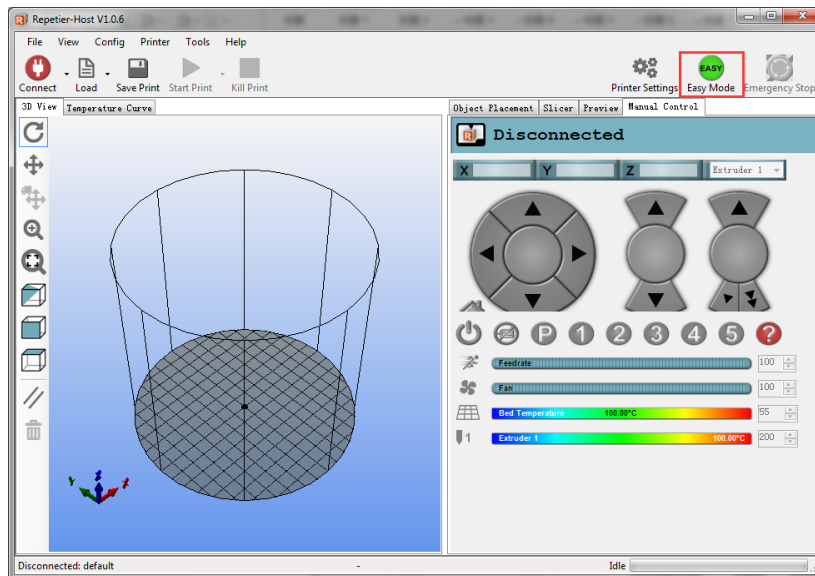 Repetier-Host V1.0.6
File View Config Printer Tools Help
Connect Load Save Print Start Print Kill Print Printer Settings EASY Easy Mode Emergency Stop
3D View Temperature Curve Object Placement Slicer Preview Manual Control
R Disconnected
X Y Z Extruder 1
P 1 2 3 4 5 ?
Feedrate 100
Fan 100
Bed Temperature 100.00°C 55
1 Extruder 1 100.00°C 200
Y Z X
Disconnected: default - Idle